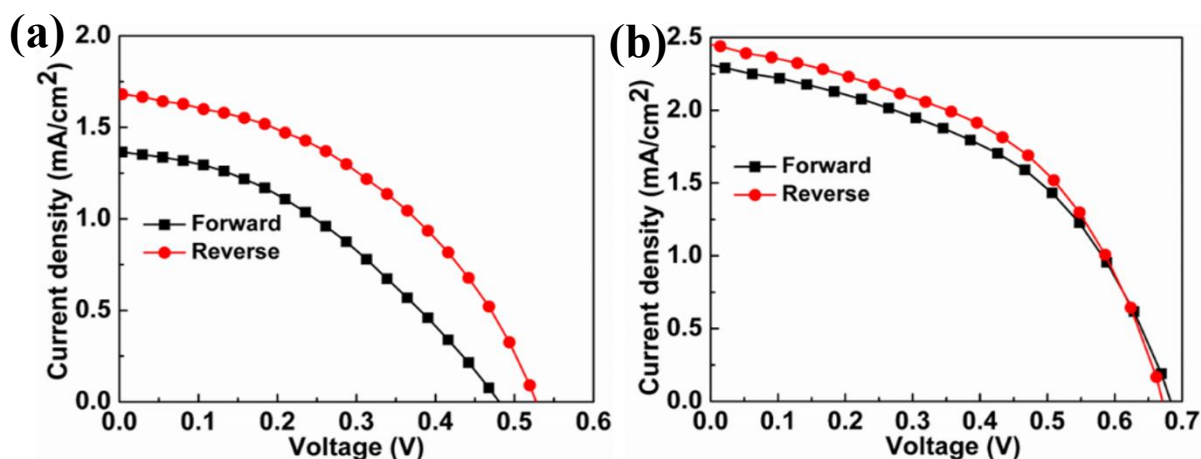 (a)
Current density (mA/cm²)
2.0
1.5
1.0
0.5
0.0
Forward
Reverse
0.0 0.1 0.2 0.3 0.4 0.5 0.6
Voltage (V)
(b)
Current density (mA/cm²)
2.5
2.0
1.5
1.0
0.5
0.0
Forward
Reverse
0.0 0.1 0.2 0.3 0.4 0.5 0.6 0.7
Voltage (V)